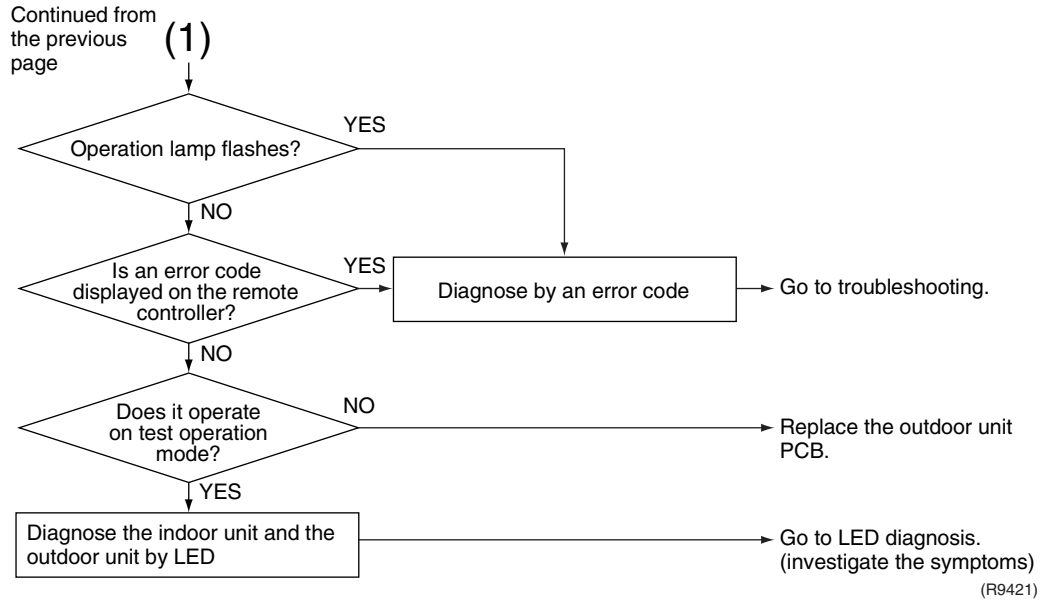 Continued from
the previous
page
(1)
Operation lamp flashes?
YES
NO
Is an error code
displayed on the remote
controller?
YES
Diagnose by an error code
Go to troubleshooting.
NO
Does it operate
on test operation
mode?
NO
Replace the outdoor unit
PCB.
YES
Diagnose the indoor unit and the
outdoor unit by LED
Go to LED diagnosis.
(investigate the symptoms)
(R9421)